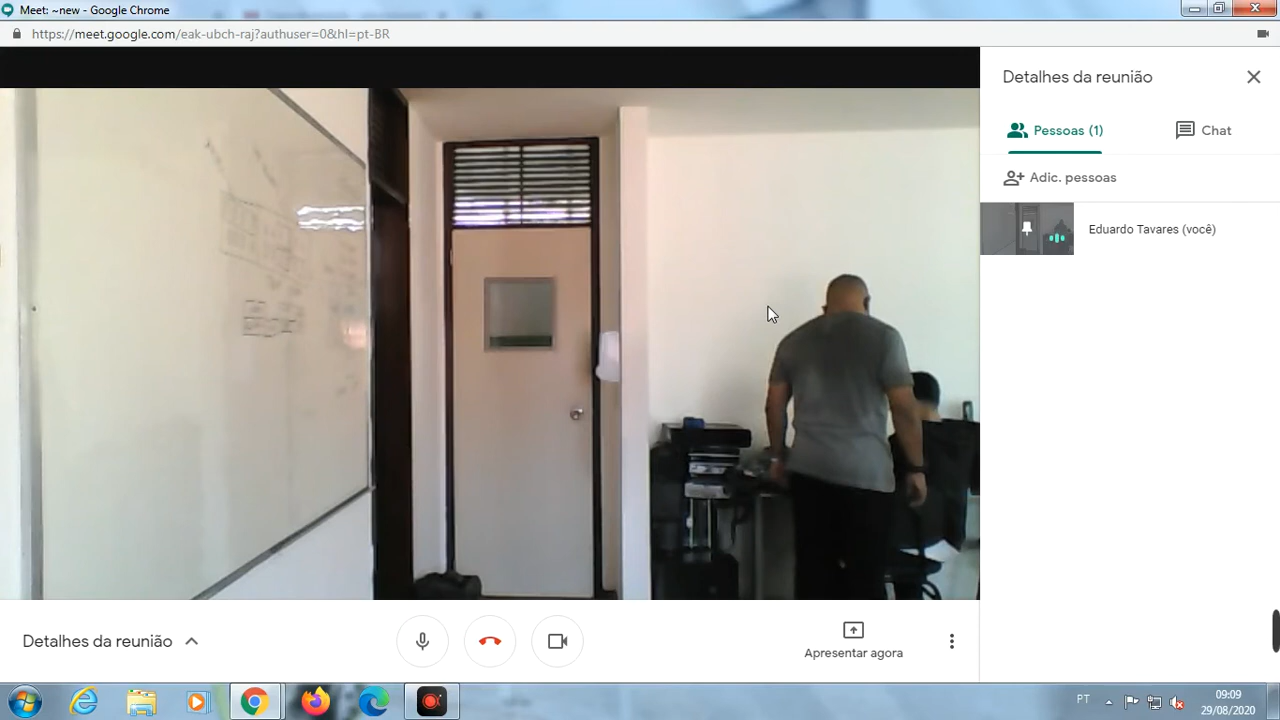 Meet: ~new - Google Chrome
https://meet.google.com/eak-ubch-raj?authuser=0&hl=pt-BR
Detalhes da reunião
Pessoas (1)
Chat
Adic. pessoas
Eduardo Tavares (você)
Detalhes da reunião
Apresentar agora
PT
09:09
29/08/2020